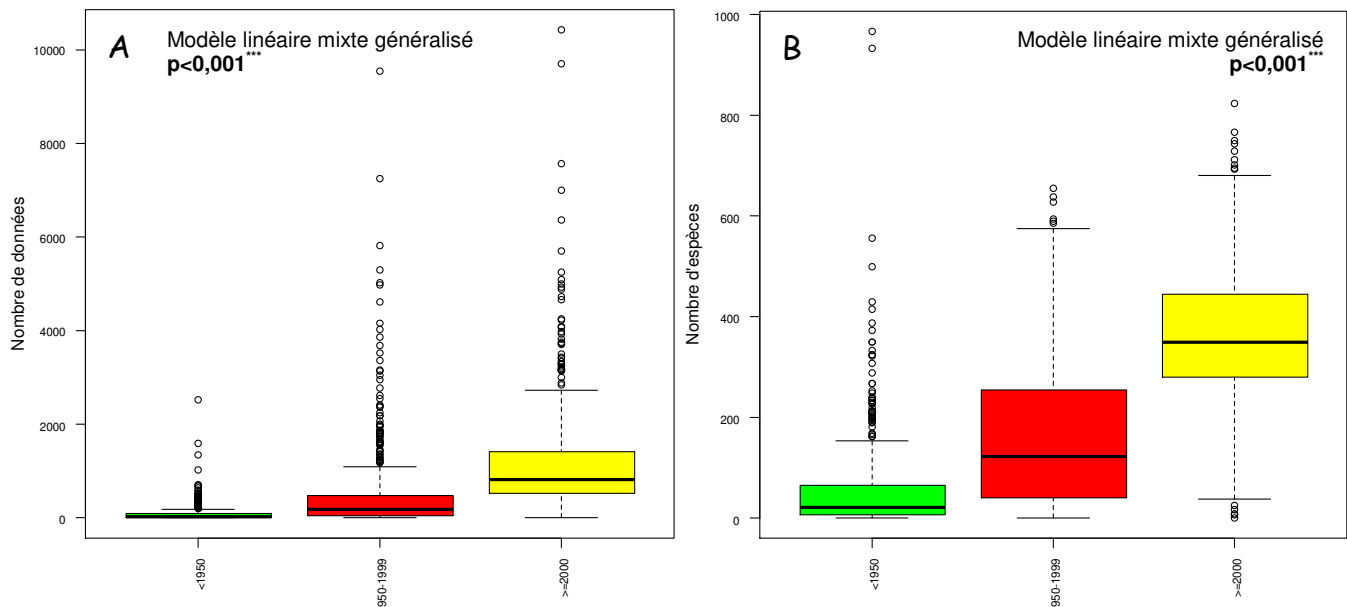 A
Modèle linéaire mixte généralisé
p<0,001***
Nombre de données
10000
8000
6000
4000
2000
0
<1950
950-1999
>=2000
B
Modèle linéaire mixte généralisé
p<0,001***
Nombre d'espèces
1000
800
600
400
200
0
<1950
950-1999
>=2000